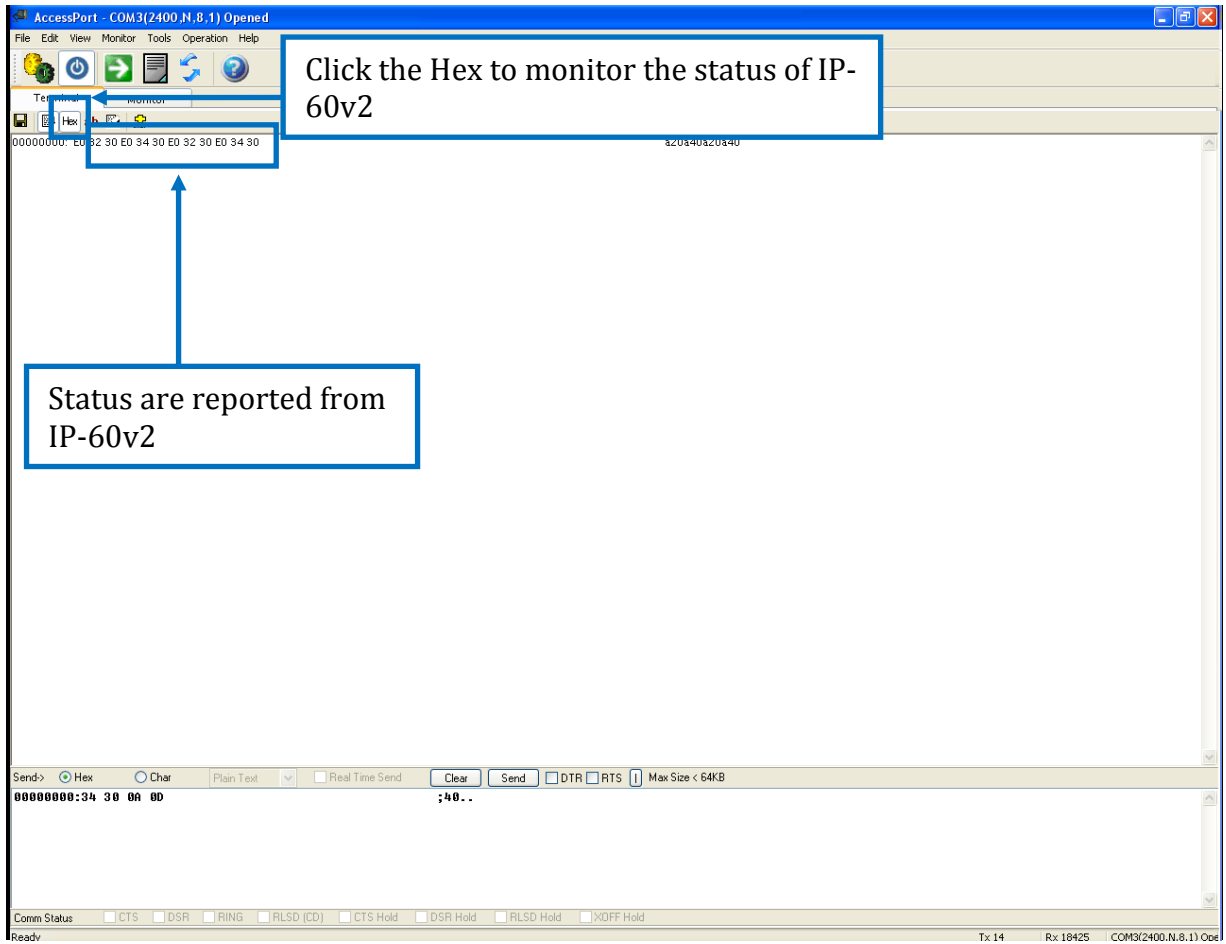 AccessPort - COM3(2400,N,8,1) Opened
File Edit View Monitor Tools Operation Help
Click the Hex to monitor the status of IP-
60v2
Terminal Monitor
Hex
00000000: E0 32 30 E0 34 30 E0 32 30 E0 34 30 a20a40a20a40
Status are reported from
IP-60v2
Send-> Hex Char Plain Text Real Time Send Clear Send DTR RTS Max Size < 64KB
00000000:34 30 0A 0D ;40..
Comm Status CTS DSR RING RLSD (CD) CTS Hold DSR Hold RLSD Hold XOFF Hold
Ready Tx 14 Rx 18425 COM3(2400,N,8,1) Ope